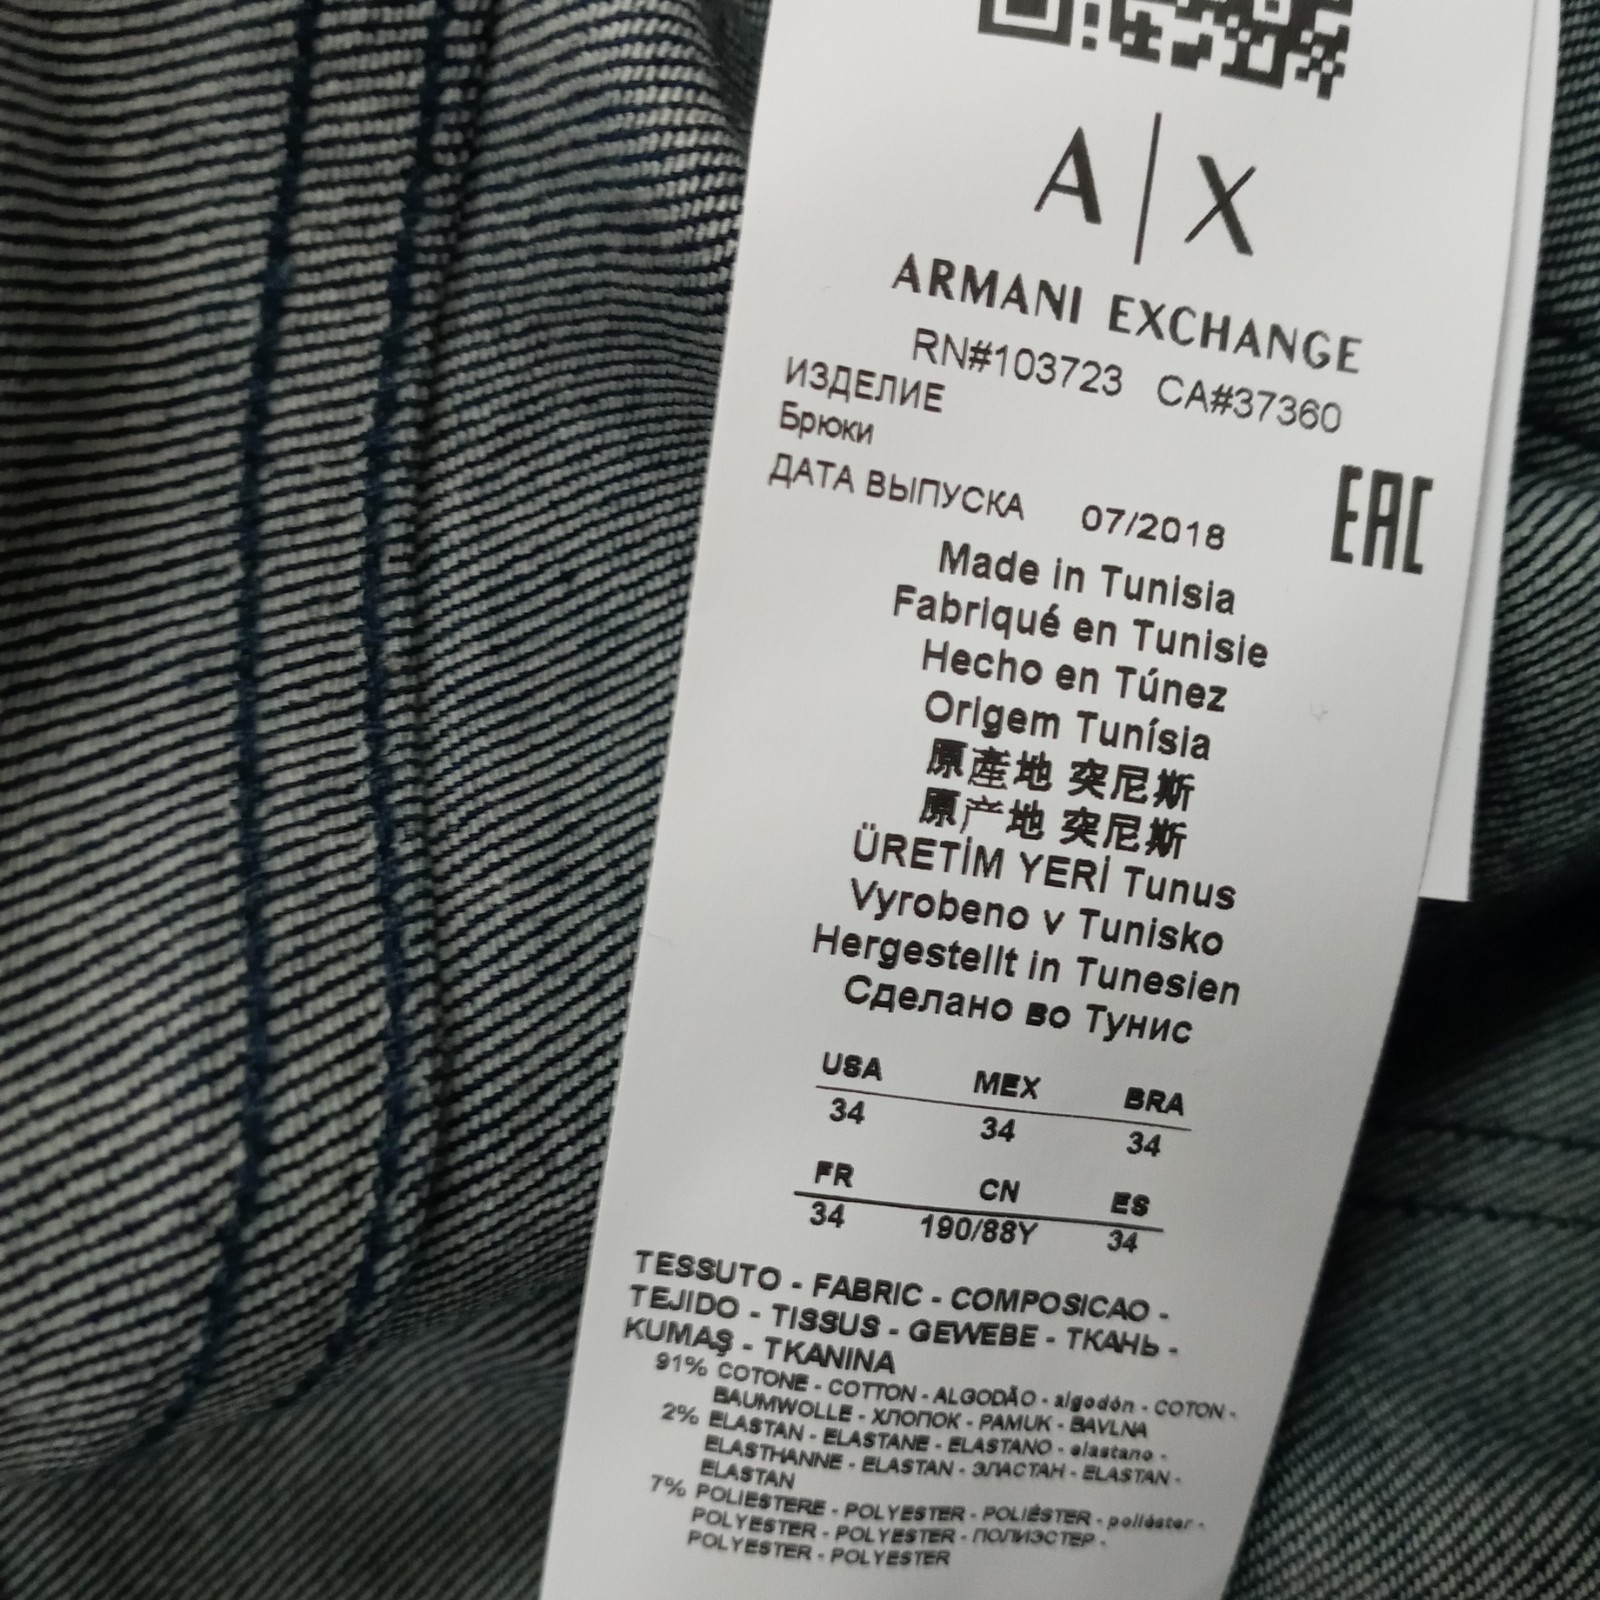 A|X
ARMANI EXCHANGE
RN#103723 CA#37360
ИЗДЕЛИЕ
Брюки
ДАТА ВЫПУСКА 07/2018
EAC
Made in Tunisia
Fabriqué en Tunisie
Hecho en Túnez
Origem Tunísia
原產地 突尼斯
原产地 突尼斯
ÜRETİM YERİ Tunus
Vyrobeno v Tunisko
Hergestellt in Tunesien
Сделано во Тунис
USA MEX BRA
34 34 34
FR CN ES
34 190/88Y 34
TESSUTO - FABRIC - COMPOSICAO -
TEJIDO - TISSUS - GEWEBE - ТКАНЬ -
KUMAŞ - TKANINA
91% COTONE - COTTON - ALGODÃO - algodón - COTON -
BAUMWOLLE - ХЛОПОК - PAMUK - BAVLNA
2% ELASTAN - ELASTANE - ELASTANO - elastano -
ELASTHANNE - ELASTAN - ЭЛАСТАН - ELASTAN -
ELASTAN
7% POLIESTERE - POLYESTER - POLIÉSTER - poliéster -
POLYESTER - POLYESTER - ПОЛИЭСТЕР -
POLYESTER - POLYESTER